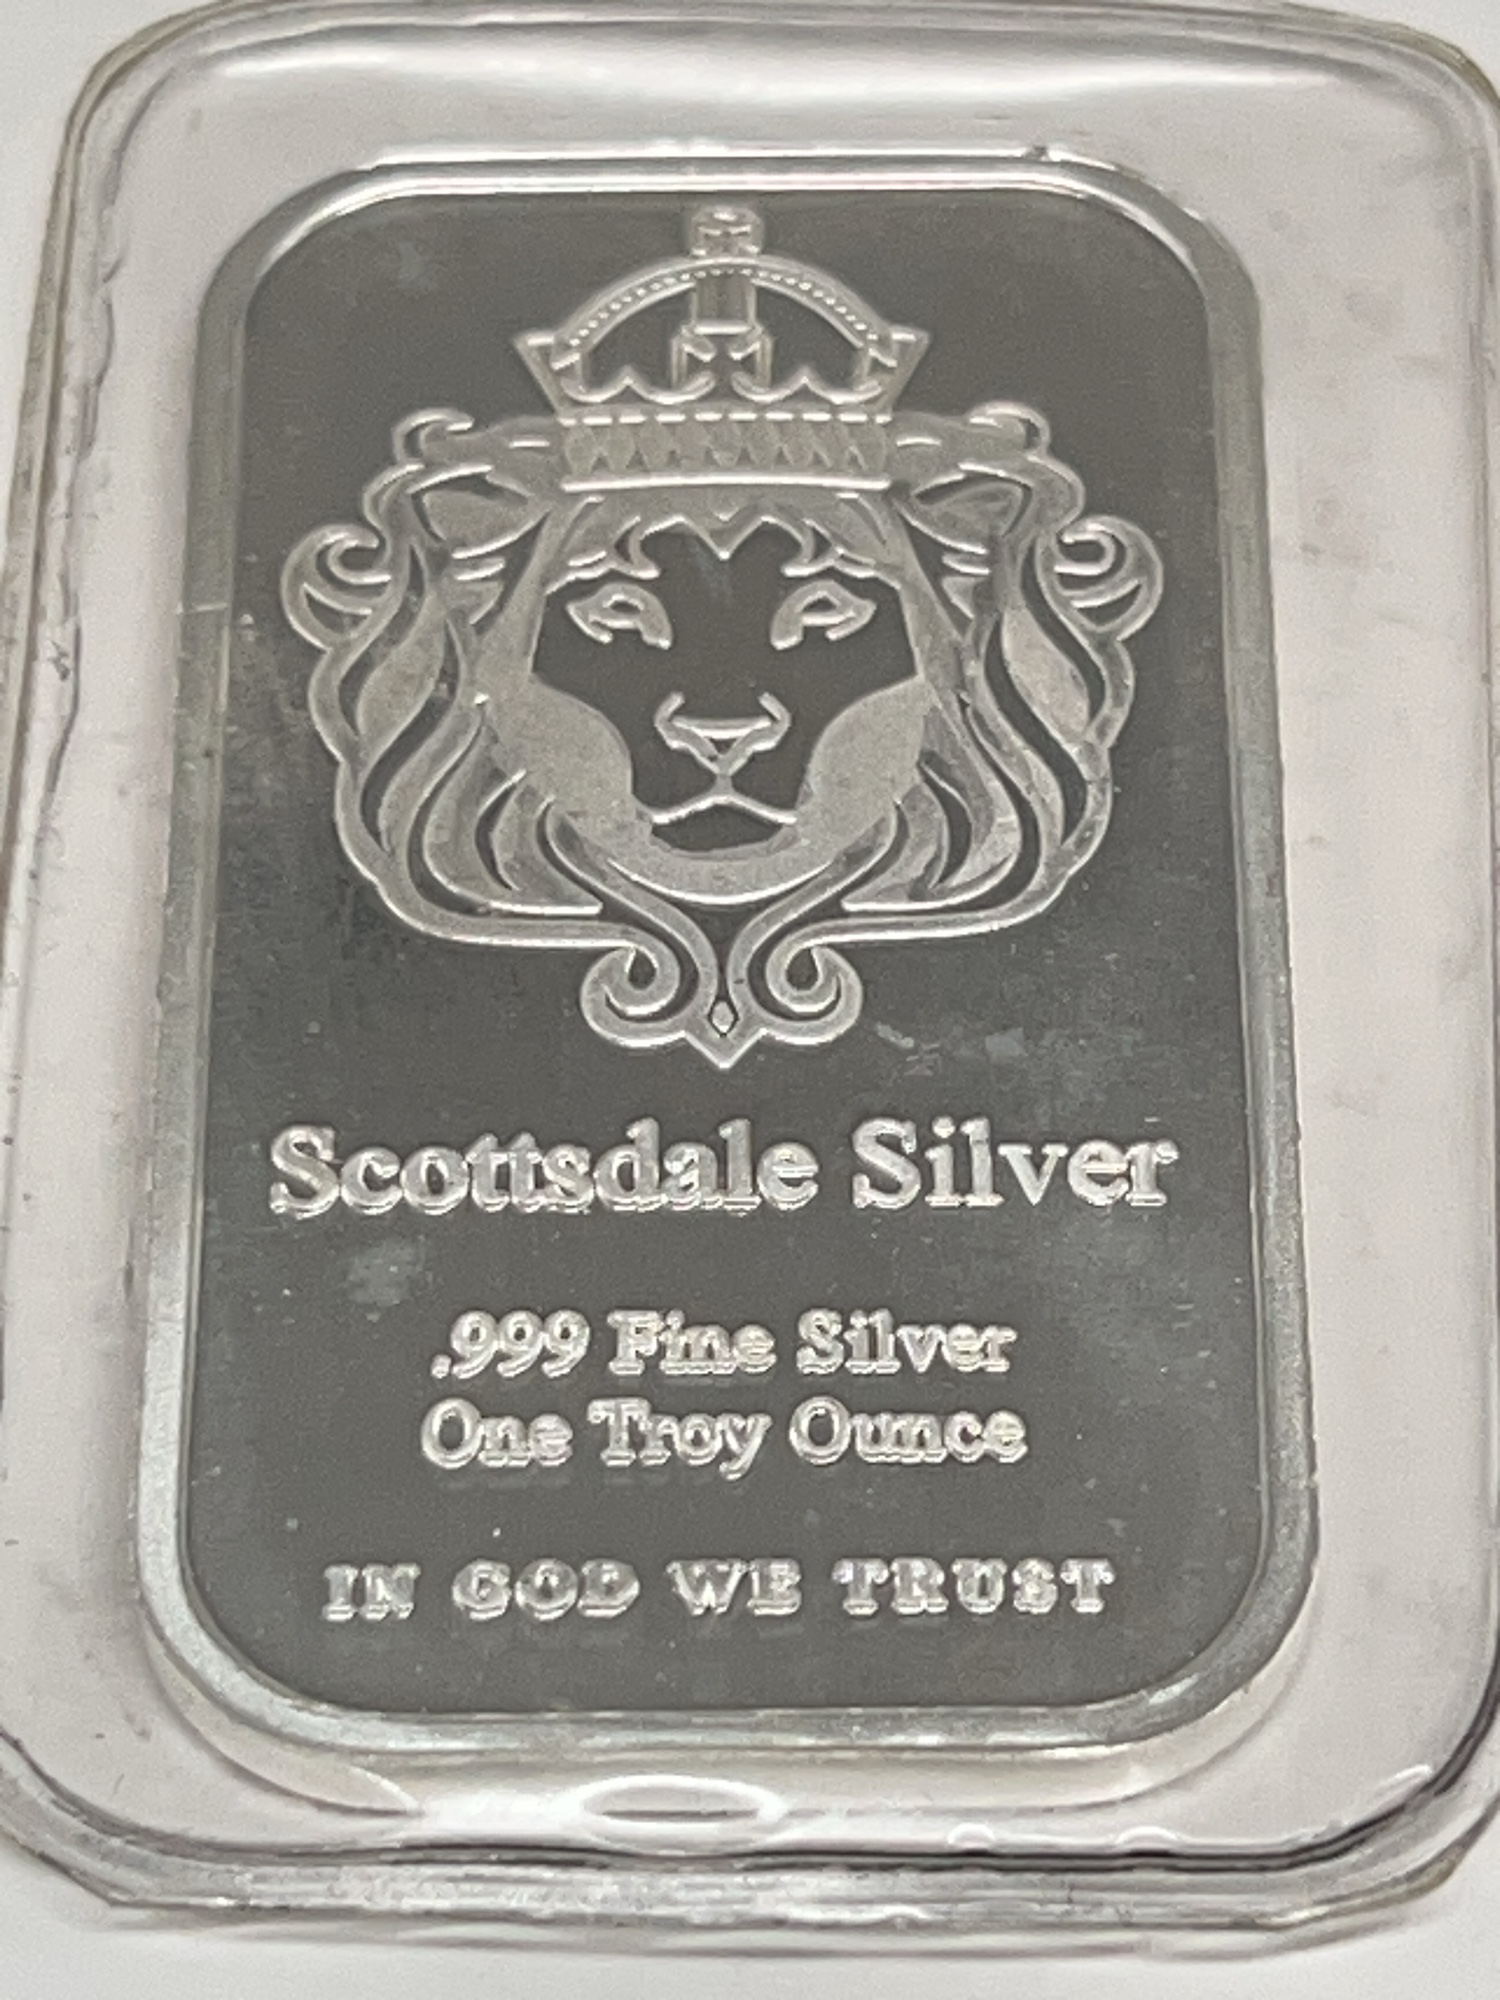 Scottsdale Silver
.999 Fine Silver
One Troy Ounce
IN GOD WE TRUST